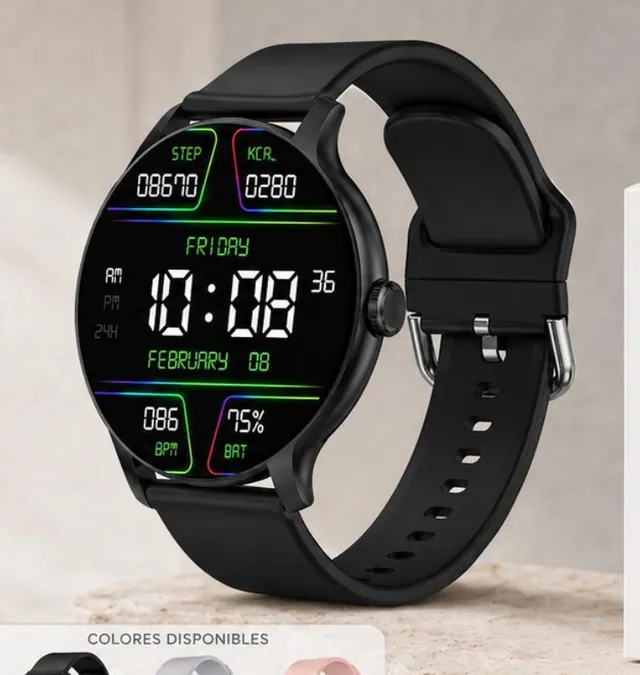 STEP KCAL
08670 0280
FRIDAY
AM 10:08 36
PM
24H
FEBRUARY 08
086 75%
BPM BAT
COLORES DISPONIBLES